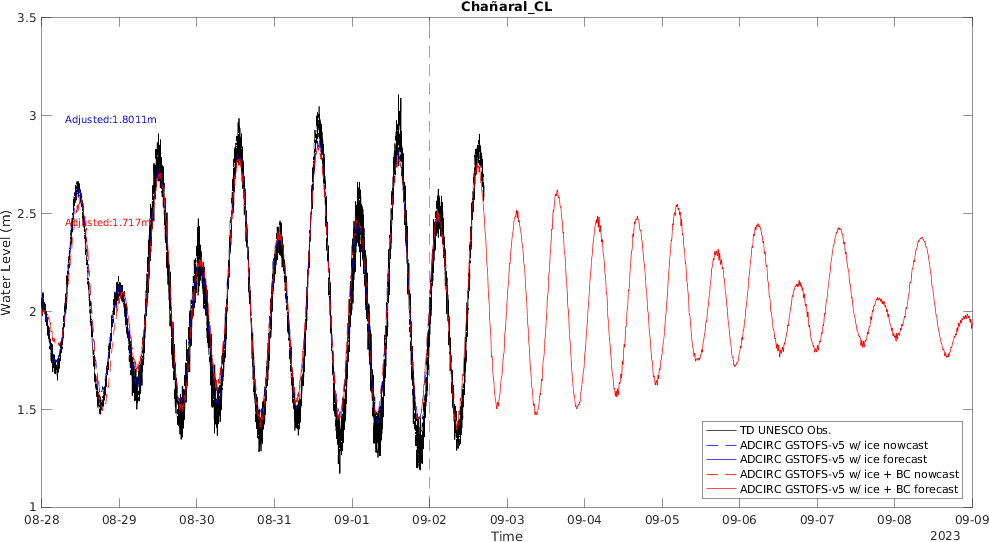 Chañaral_CL
3.5
3
2.5
2
1.5
1
Water Level (m)
Adjusted:1.8011m
Adjusted:1.717m
TD UNESCO Obs.
ADCIRC GSTOFS-v5 w/ ice nowcast
ADCIRC GSTOFS-v5 w/ ice forecast
ADCIRC GSTOFS-v5 w/ ice + BC nowcast
ADCIRC GSTOFS-v5 w/ ice + BC forecast
08-28 08-29 08-30 08-31 09-01 09-02 09-03 09-04 09-05 09-06 09-07 09-08 09-09
Time
2023